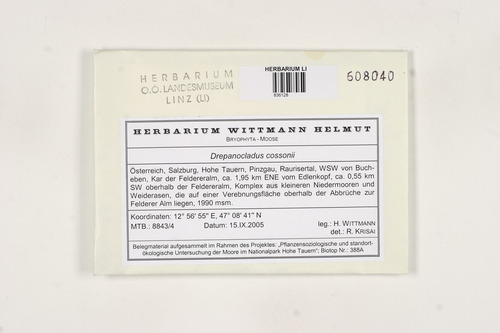 HERBARIUM
O.Ö. LANDESMUSEUM
LINZ (LI)
HERBARIUM LI
608040
HERBARIUM WITTMANN HELMUT
BRYOPHYTA - MOOSE
Drepanocladus cossonii
Österreich, Salzburg, Hohe Tauern, Pinzgau, Raurisertal, WSW von Buch-
eben, Kar der Feldereralm, ca. 1,95 km ENE vom Edlenkopf, ca. 0,55 km
SW oberhalb der Feldereralm, Komplex aus kleineren Niedermooren und
Weiderasen, die auf einer Verebnungsfläche oberhalb der Abbrüche zur
Felderer Alm liegen, 1990 msm.
Koordinaten: 12° 56' 55" E, 47° 08' 41" N
leg.: H. WITTMANN
MTB.: 8843/4 Datum: 15.IX.2005
det.: R. KRISAI
Belegmaterial aufgesammelt im Rahmen des Projektes: „Pflanzensoziologische und standort-
ökologische Untersuchung der Moore im Nationalpark Hohe Tauern"; Biotop Nr.: 388A